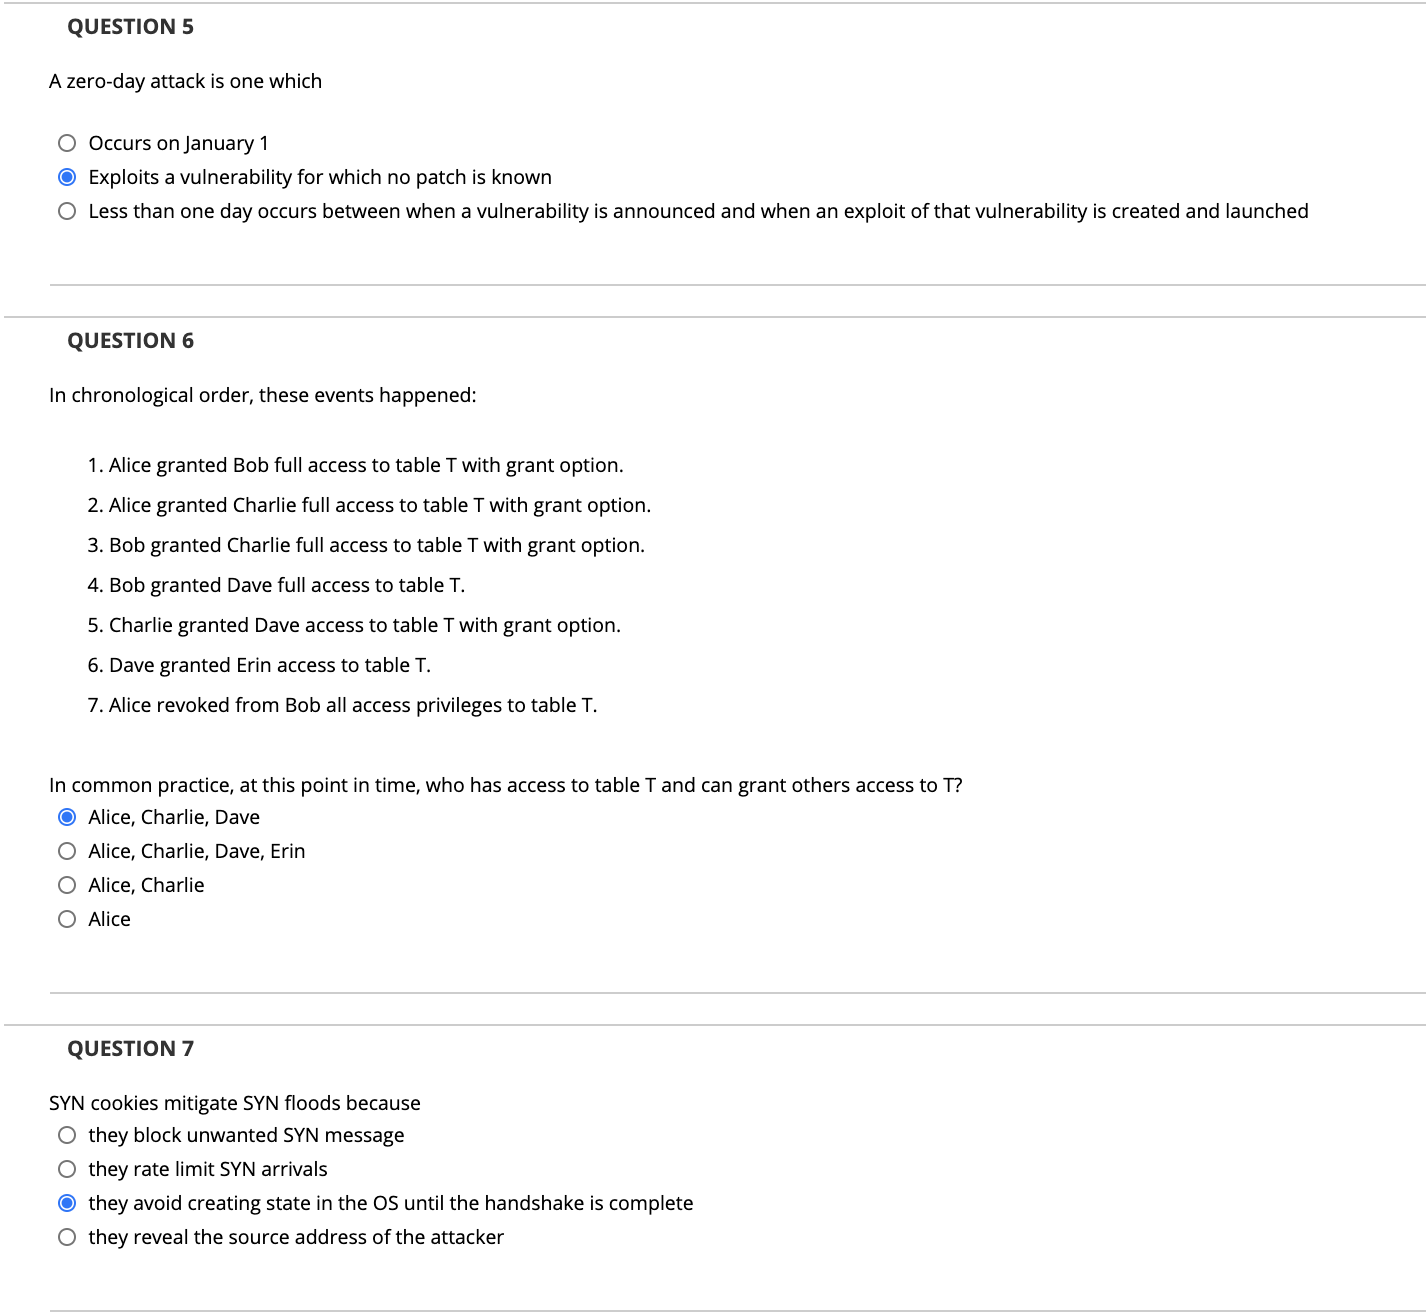 QUESTION 5
A zero-day attack is one which
Occurs on January 1
Exploits a vulnerability for which no patch is known
Less than one day occurs between when a vulnerability is announced and when an exploit of that vulnerability is created and launched
QUESTION 6
In chronological order, these events happened:
1. Alice granted Bob full access to table T with grant option.
2. Alice granted Charlie full access to table T with grant option.
3. Bob granted Charlie full access to table T with grant option.
4. Bob granted Dave full access to table T.
5. Charlie granted Dave access to table T with grant option.
6. Dave granted Erin access to table T.
7. Alice revoked from Bob all access privileges to table T.
In common practice, at this point in time, who has access to table T and can grant others access to T?
Alice, Charlie, Dave
Alice, Charlie, Dave, Erin
Alice, Charlie
Alice
QUESTION 7
SYN cookies mitigate SYN floods because
they block unwanted SYN message
they rate limit SYN arrivals
they avoid creating state in the OS until the handshake is complete
they reveal the source address of the attacker